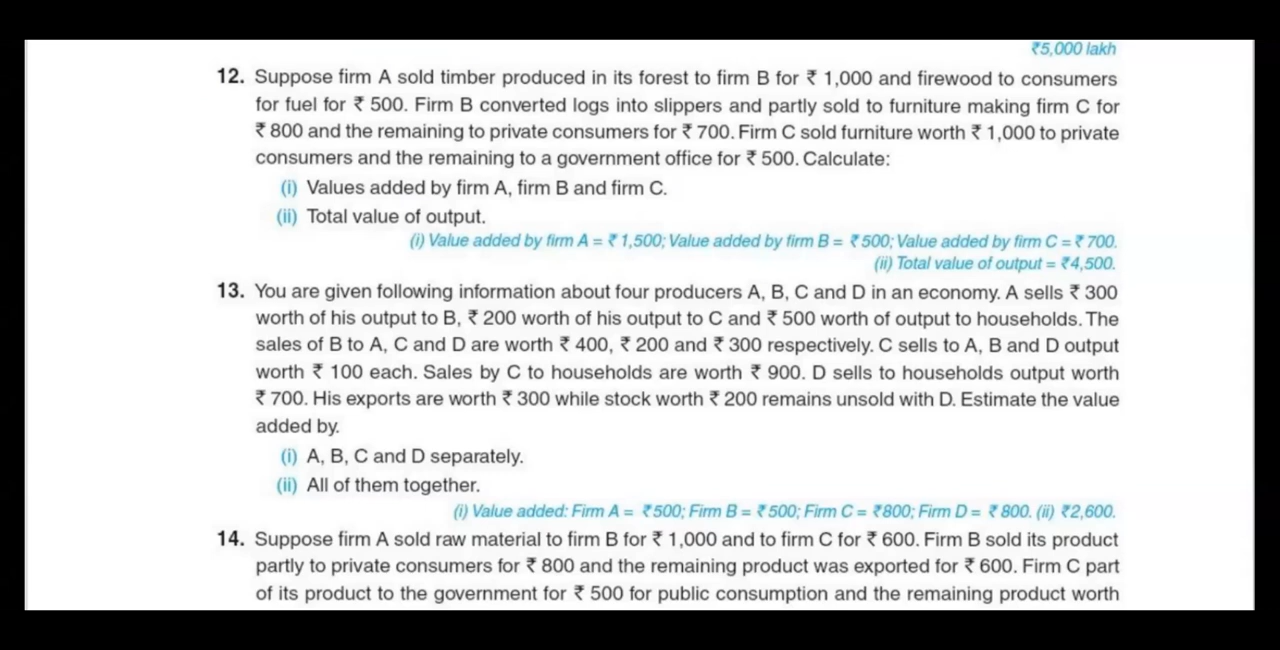 ₹5,000 lakh
12. Suppose firm A sold timber produced in its forest to firm B for ₹ 1,000 and firewood to consumers
for fuel for ₹ 500. Firm B converted logs into slippers and partly sold to furniture making firm C for
₹ 800 and the remaining to private consumers for ₹ 700. Firm C sold furniture worth ₹ 1,000 to private
consumers and the remaining to a government office for ₹ 500. Calculate:
(i) Values added by firm A, firm B and firm C.
(ii) Total value of output.
(i) Value added by firm A = ₹ 1,500; Value added by firm B = ₹ 500; Value added by firm C = ₹ 700.
(ii) Total value of output = ₹4,500.
13. You are given following information about four producers A, B, C and D in an economy. A sells ₹ 300
worth of his output to B, ₹ 200 worth of his output to C and ₹ 500 worth of output to households. The
sales of B to A, C and D are worth ₹ 400, ₹ 200 and ₹ 300 respectively. C sells to A, B and D output
worth ₹ 100 each. Sales by C to households are worth ₹ 900. D sells to households output worth
₹ 700. His exports are worth ₹ 300 while stock worth ₹ 200 remains unsold with D. Estimate the value
added by.
(i) A, B, C and D separately.
(ii) All of them together.
(i) Value added: Firm A = ₹500; Firm B = ₹500; Firm C = ₹800; Firm D = ₹ 800. (ii) ₹2,600.
14. Suppose firm A sold raw material to firm B for ₹ 1,000 and to firm C for ₹ 600. Firm B sold its product
partly to private consumers for ₹ 800 and the remaining product was exported for ₹ 600. Firm C part
of its product to the government for ₹ 500 for public consumption and the remaining product worth